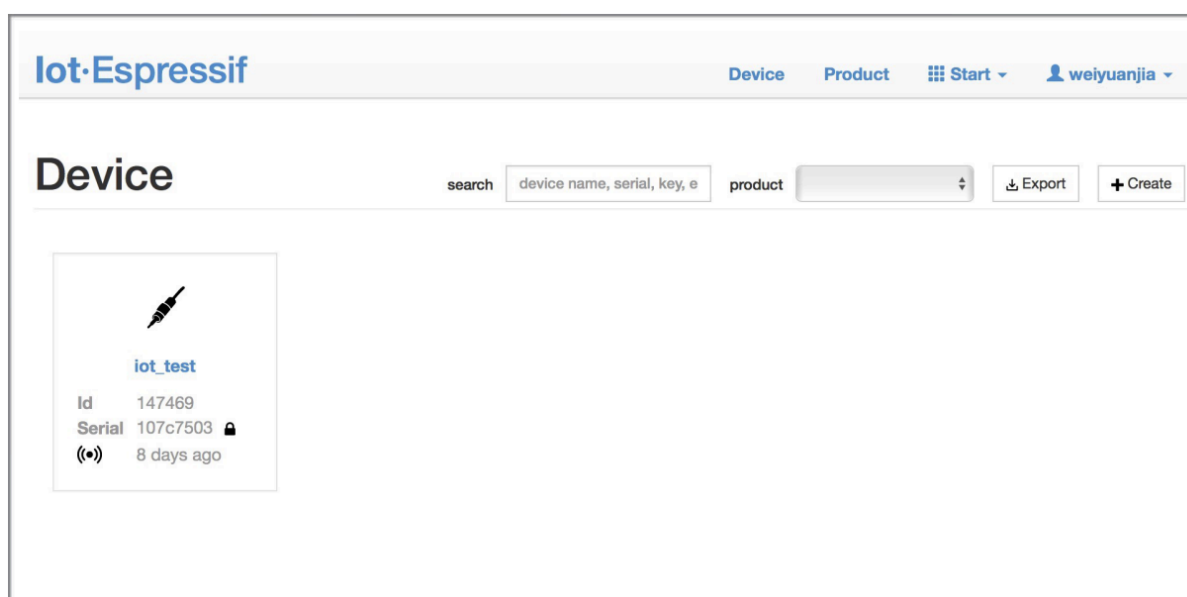 Iot·Espressif
Device Product Start weiyuanjia
Device
search device name, serial, key, e product Export Create
iot_test
Id 147469
Serial 107c7503
8 days ago